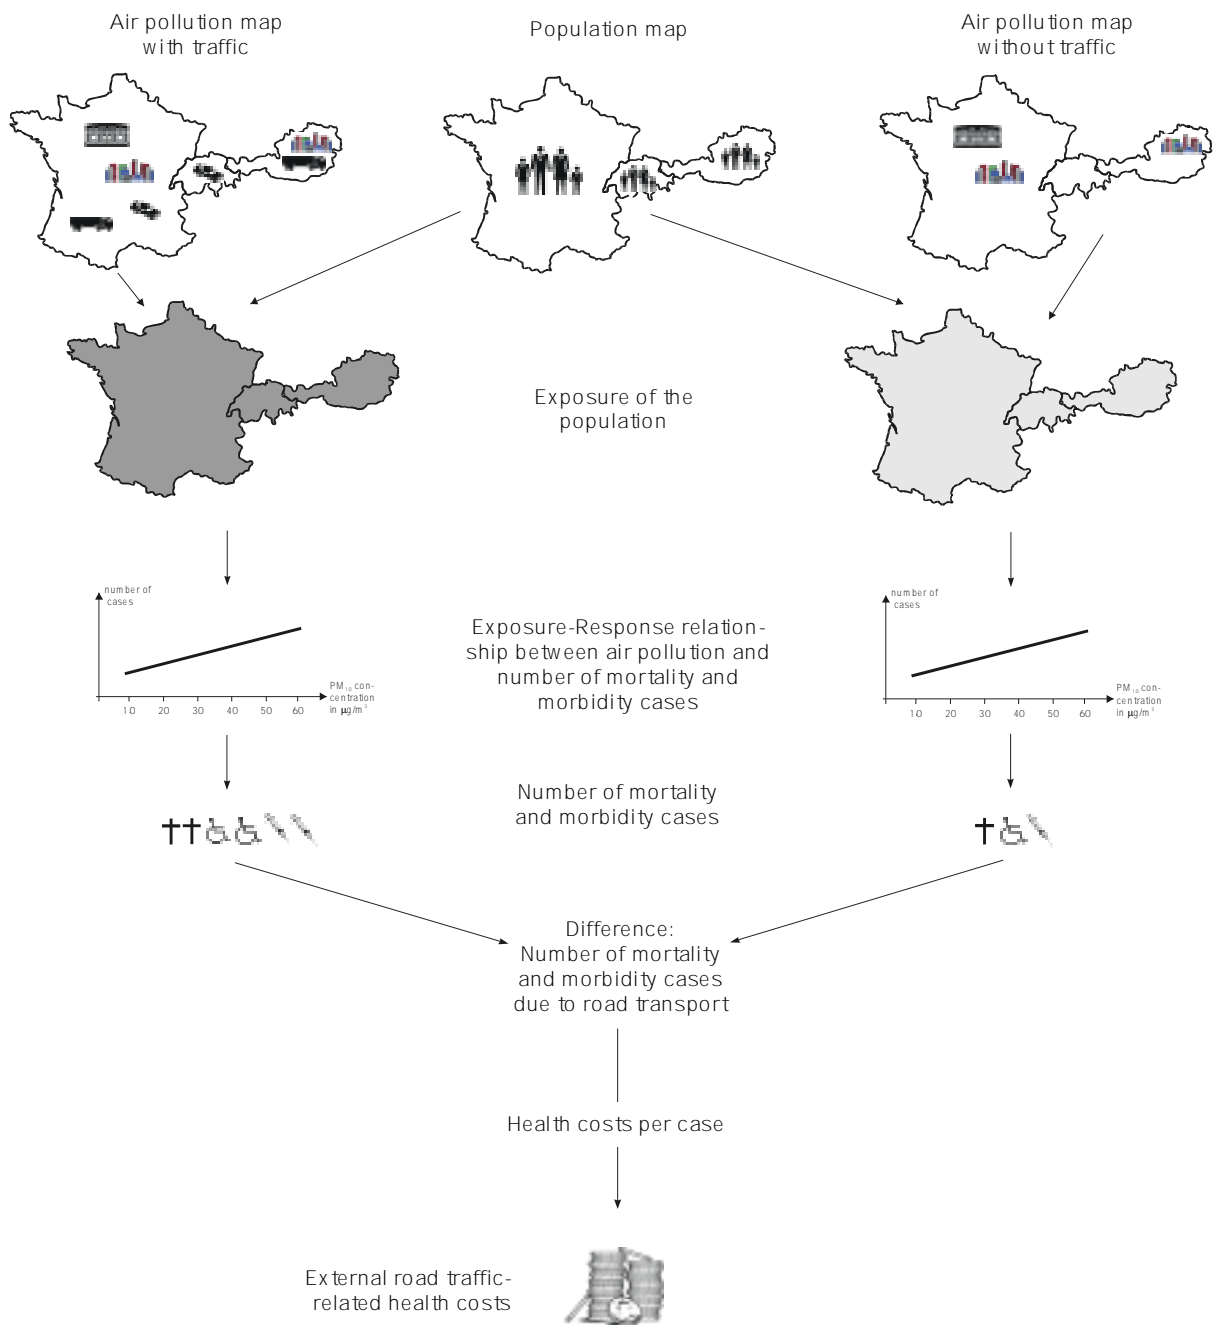 Air pollution map
with traffic
Population map
Air pollution map
without traffic
Exposure of the
population
number of
cases
PM₁₀ con-
centration
in µg/m³
10 20 30 40 50 60
Exposure-Response relation-
ship between air pollution and
number of mortality and
morbidity cases
number of
cases
PM₁₀ con-
centration
in µg/m³
10 20 30 40 50 60
Number of mortality
and morbidity cases
Difference:
Number of mortality
and morbidity cases
due to road transport
Health costs per case
External road traffic-
related health costs